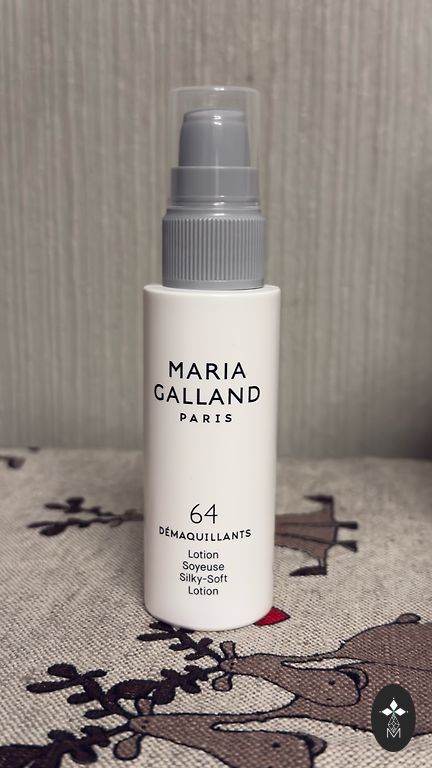 MARIA
GALLAND
PARIS
64
DÉMAQUILLANTS
Lotion
Soyeuse
Silky-Soft
Lotion